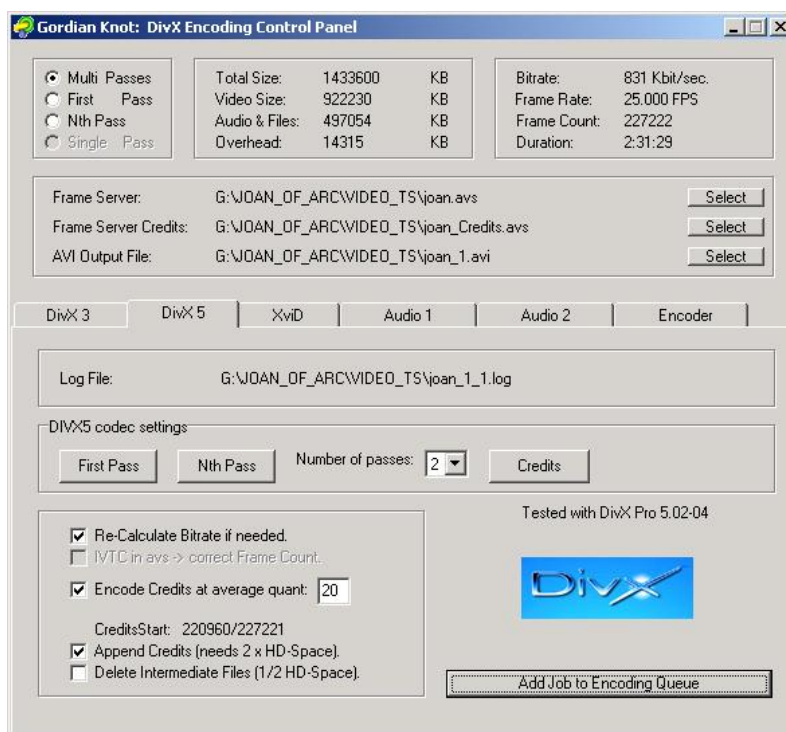 Gordian Knot: DivX Encoding Control Panel
Multi Passes
First Pass
Nth Pass
Single Pass
Total Size: 1433600 KB
Video Size: 922230 KB
Audio & Files: 497054 KB
Overhead: 14315 KB
Bitrate: 831 Kbit/sec.
Frame Rate: 25.000 FPS
Frame Count: 227222
Duration: 2:31:29
Frame Server: G:\JOAN_OF_ARC\VIDEO_TS\joan.avs Select
Frame Server Credits: G:\JOAN_OF_ARC\VIDEO_TS\joan_Credits.avs Select
AVI Output File: G:\JOAN_OF_ARC\VIDEO_TS\joan_1.avi Select
DivX 3 DivX 5 XviD Audio 1 Audio 2 Encoder
Log File: G:\JOAN_OF_ARC\VIDEO_TS\joan_1_1.log
DIVX5 codec settings
First Pass Nth Pass Number of passes: 2 Credits
Re-Calculate Bitrate if needed.
IVTC in avs -> correct Frame Count.
Encode Credits at average quant: 20
CreditsStart: 220960/227221
Append Credits (needs 2 x HD-Space).
Delete Intermediate Files (1/2 HD-Space).
Tested with DivX Pro 5.02-04
DivX
Add Job to Encoding Queue